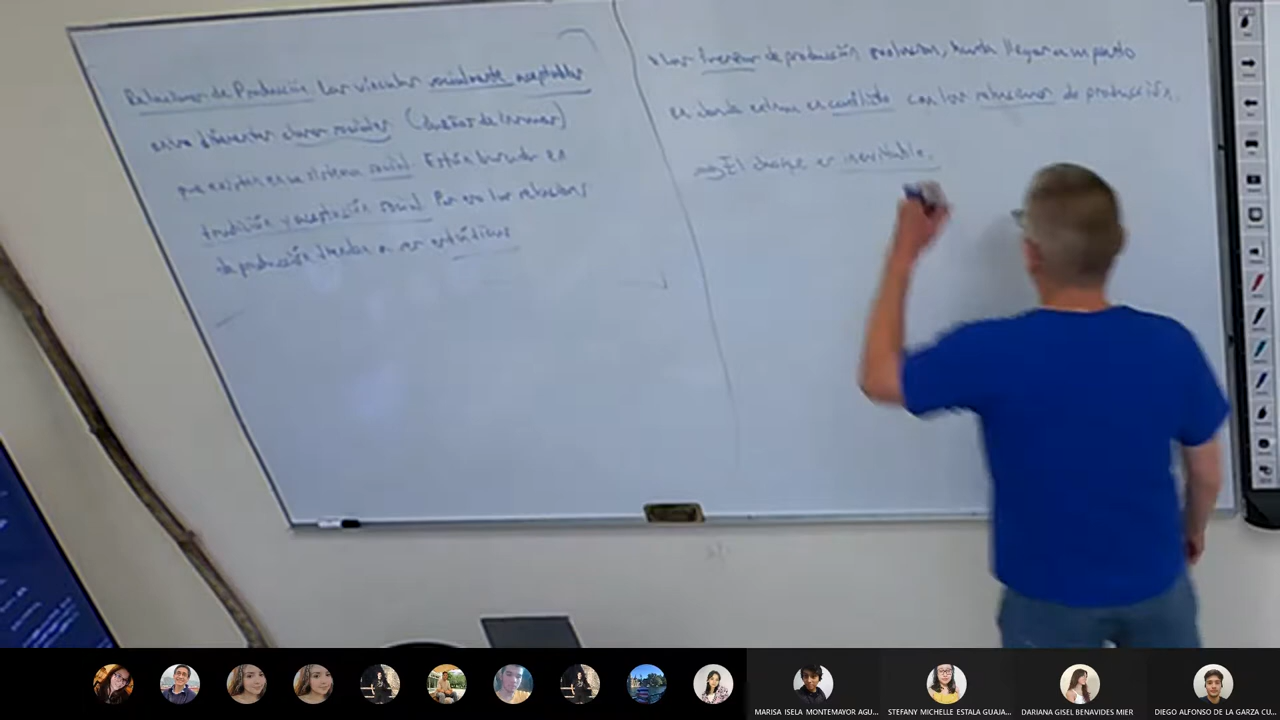 Relaciones de Producción Los vínculos socialmente aceptables
entre diferentes clases sociales (dueños de insumos)
que existen en un sistema social. Están basados en
tradición y aceptación social. Por eso las relaciones
de producción tienden a ser estáticas
Las fuerzas de producción evolucionan, hasta llegar a un punto
en donde entran en conflicto con las relaciones de producción.
⇒ El choque es inevitable.
MARISA ISELA MONTEMAYOR AGU...
STEFANY MICHELLE ESTALA GUAJA...
DARIANA GISEL BENAVIDES MIER
DIEGO ALFONSO DE LA GARZA CU...